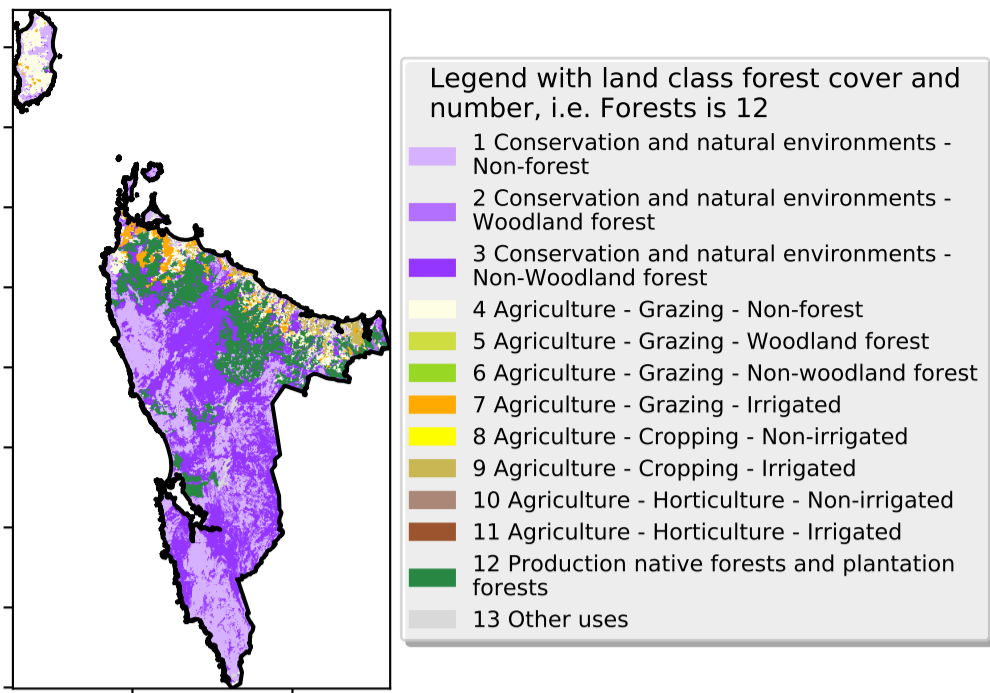 Legend with land class forest cover and
number, i.e. Forests is 12
1 Conservation and natural environments -
Non-forest
2 Conservation and natural environments -
Woodland forest
3 Conservation and natural environments -
Non-Woodland forest
4 Agriculture - Grazing - Non-forest
5 Agriculture - Grazing - Woodland forest
6 Agriculture - Grazing - Non-woodland forest
7 Agriculture - Grazing - Irrigated
8 Agriculture - Cropping - Non-irrigated
9 Agriculture - Cropping - Irrigated
10 Agriculture - Horticulture - Non-irrigated
11 Agriculture - Horticulture - Irrigated
12 Production native forests and plantation
forests
13 Other uses